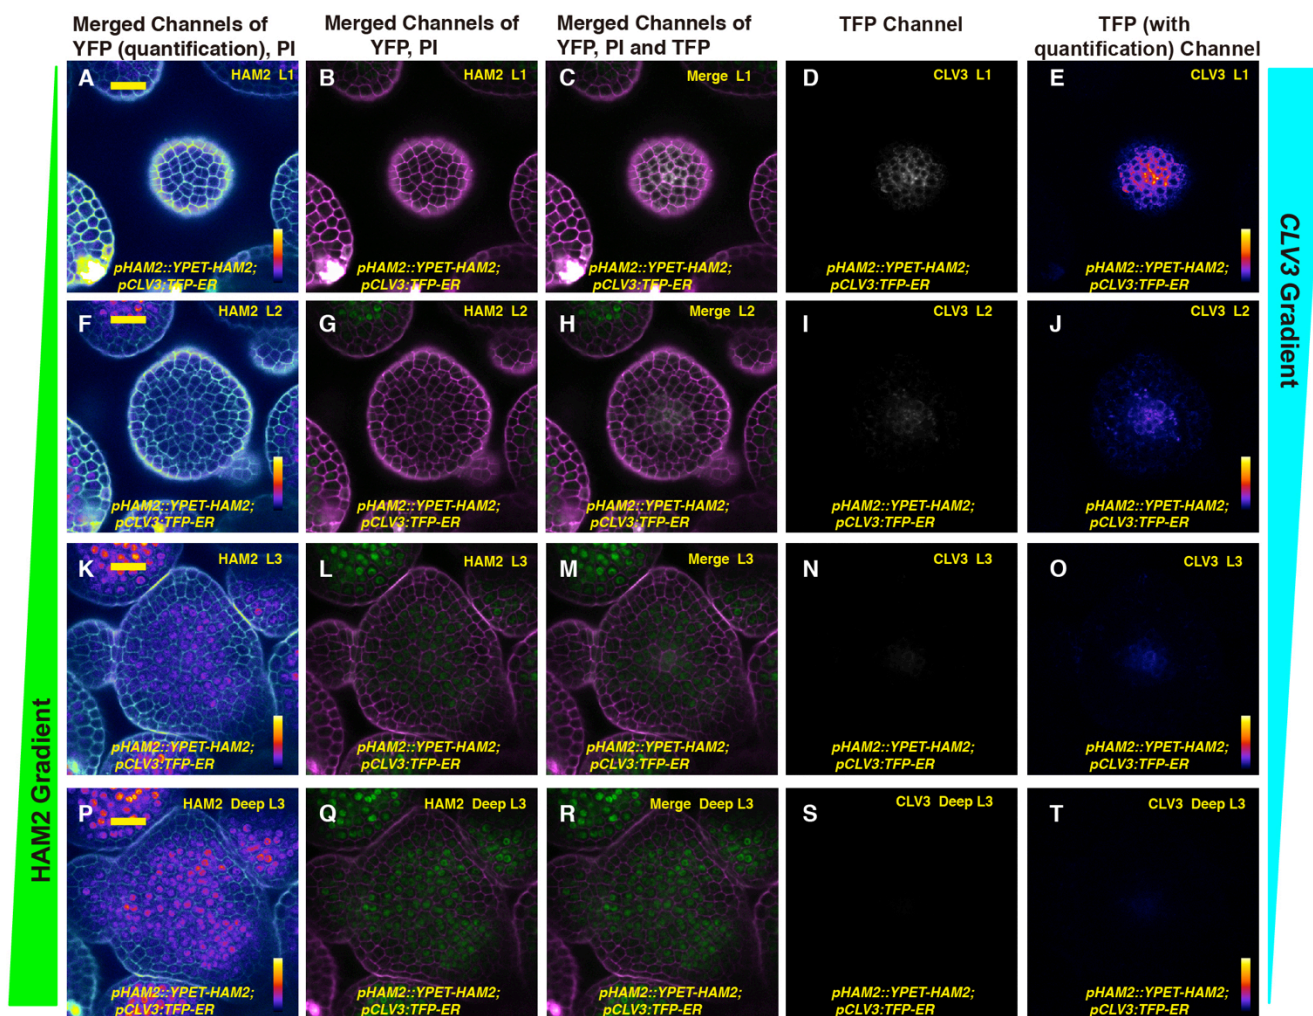 Merged Channels of
YFP (quantification), PI
Merged Channels of
YFP, PI
Merged Channels of
YFP, PI and TFP
TFP Channel
TFP (with
quantification) Channel
A
HAM2 L1
pHAM2::YPET-HAM2;
pCLV3:TFP-ER
B
HAM2 L1
pHAM2::YPET-HAM2;
pCLV3:TFP-ER
C
Merge L1
pHAM2::YPET-HAM2;
pCLV3:TFP-ER
D
CLV3 L1
pHAM2::YPET-HAM2;
pCLV3:TFP-ER
E
CLV3 L1
pHAM2::YPET-HAM2;
pCLV3:TFP-ER
F
HAM2 L2
pHAM2::YPET-HAM2;
pCLV3:TFP-ER
G
HAM2 L2
pHAM2::YPET-HAM2;
pCLV3:TFP-ER
H
Merge L2
pHAM2::YPET-HAM2;
pCLV3:TFP-ER
I
CLV3 L2
pHAM2::YPET-HAM2;
pCLV3:TFP-ER
J
CLV3 L2
pHAM2::YPET-HAM2;
pCLV3:TFP-ER
K
HAM2 L3
pHAM2::YPET-HAM2;
pCLV3:TFP-ER
L
HAM2 L3
pHAM2::YPET-HAM2;
pCLV3:TFP-ER
M
Merge L3
pHAM2::YPET-HAM2;
pCLV3:TFP-ER
N
CLV3 L3
pHAM2::YPET-HAM2;
pCLV3:TFP-ER
O
CLV3 L3
pHAM2::YPET-HAM2;
pCLV3:TFP-ER
P
HAM2 Deep L3
pHAM2::YPET-HAM2;
pCLV3:TFP-ER
Q
HAM2 Deep L3
pHAM2::YPET-HAM2;
pCLV3:TFP-ER
R
Merge Deep L3
pHAM2::YPET-HAM2;
pCLV3:TFP-ER
S
CLV3 Deep L3
pHAM2::YPET-HAM2;
pCLV3:TFP-ER
T
CLV3 Deep L3
pHAM2::YPET-HAM2;
pCLV3:TFP-ER
HAM2 Gradient
CLV3 Gradient